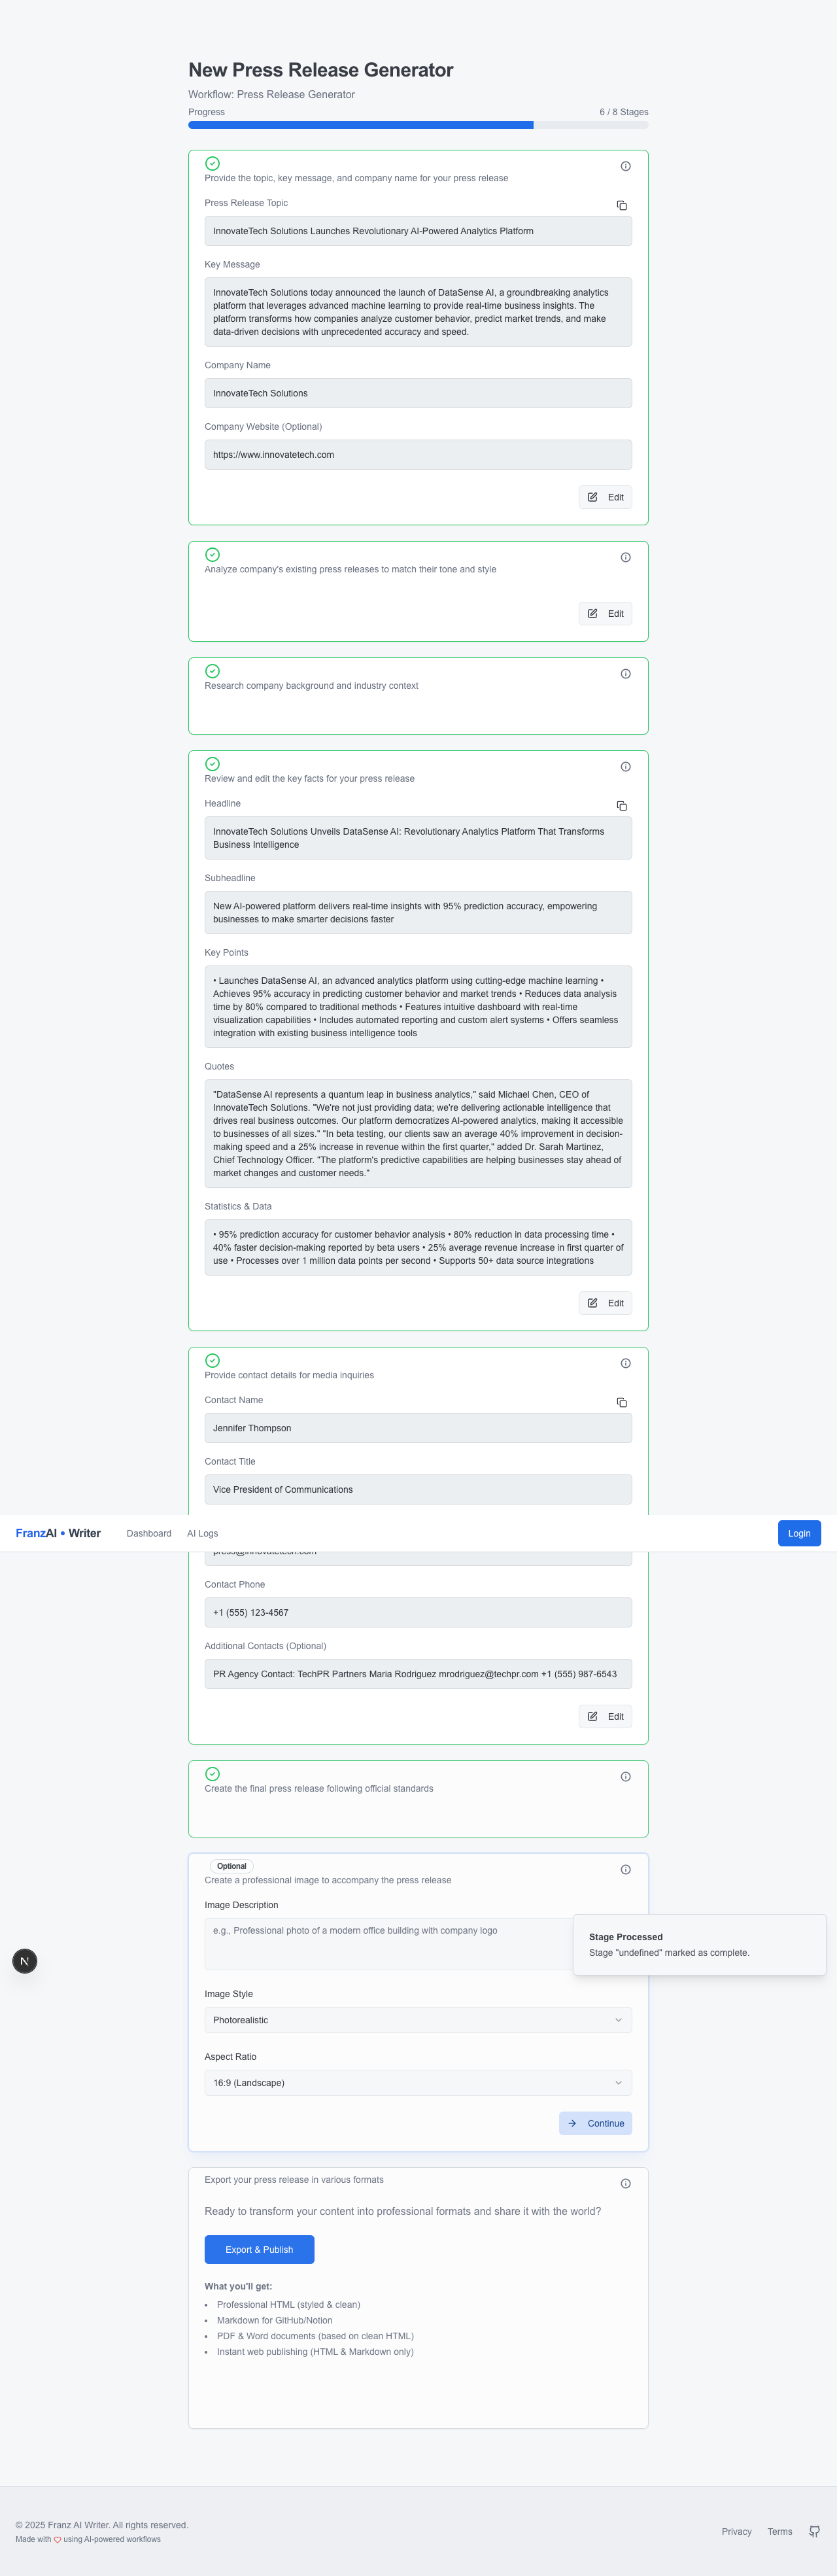 New Press Release Generator
Workflow: Press Release Generator
Progress
6 / 8 Stages
Provide the topic, key message, and company name for your press release
Press Release Topic
InnovateTech Solutions Launches Revolutionary AI-Powered Analytics Platform
Key Message
InnovateTech Solutions today announced the launch of DataSense AI, a groundbreaking analytics
platform that leverages advanced machine learning to provide real-time business insights. The
platform transforms how companies analyze customer behavior, predict market trends, and make
data-driven decisions with unprecedented accuracy and speed.
Company Name
InnovateTech Solutions
Company Website (Optional)
https://www.innovatetech.com
Edit
Analyze company's existing press releases to match their tone and style
Edit
Research company background and industry context
Review and edit the key facts for your press release
Headline
InnovateTech Solutions Unveils DataSense AI: Revolutionary Analytics Platform That Transforms
Business Intelligence
Subheadline
New AI-powered platform delivers real-time insights with 95% prediction accuracy, empowering
businesses to make smarter decisions faster
Key Points
• Launches DataSense AI, an advanced analytics platform using cutting-edge machine learning •
Achieves 95% accuracy in predicting customer behavior and market trends • Reduces data analysis
time by 80% compared to traditional methods • Features intuitive dashboard with real-time
visualization capabilities • Includes automated reporting and custom alert systems • Offers seamless
integration with existing business intelligence tools
Quotes
"DataSense AI represents a quantum leap in business analytics," said Michael Chen, CEO of
InnovateTech Solutions. "We're not just providing data; we're delivering actionable intelligence that
drives real business outcomes. Our platform democratizes AI-powered analytics, making it accessible
to businesses of all sizes." "In beta testing, our clients saw an average 40% improvement in decision-
making speed and a 25% increase in revenue within the first quarter," added Dr. Sarah Martinez,
Chief Technology Officer. "The platform's predictive capabilities are helping businesses stay ahead of
market changes and customer needs."
Statistics & Data
• 95% prediction accuracy for customer behavior analysis • 80% reduction in data processing time •
40% faster decision-making reported by beta users • 25% average revenue increase in first quarter of
use • Processes over 1 million data points per second • Supports 50+ data source integrations
Edit
Provide contact details for media inquiries
Contact Name
Jennifer Thompson
Contact Title
Vice President of Communications
FranzAI • Writer
Dashboard
AI Logs
Login
press@innovatetech.com
Contact Phone
+1 (555) 123-4567
Additional Contacts (Optional)
PR Agency Contact: TechPR Partners Maria Rodriguez mrodriguez@techpr.com +1 (555) 987-6543
Edit
Create the final press release following official standards
Optional
Create a professional image to accompany the press release
Image Description
e.g., Professional photo of a modern office building with company logo
Stage Processed
Stage "undefined" marked as complete.
N
Image Style
Photorealistic
Aspect Ratio
16:9 (Landscape)
Continue
Export your press release in various formats
Ready to transform your content into professional formats and share it with the world?
Export & Publish
What you'll get:
• Professional HTML (styled & clean)
• Markdown for GitHub/Notion
• PDF & Word documents (based on clean HTML)
• Instant web publishing (HTML & Markdown only)
© 2025 Franz AI Writer. All rights reserved.
Made with using AI-powered workflows
Privacy
Terms